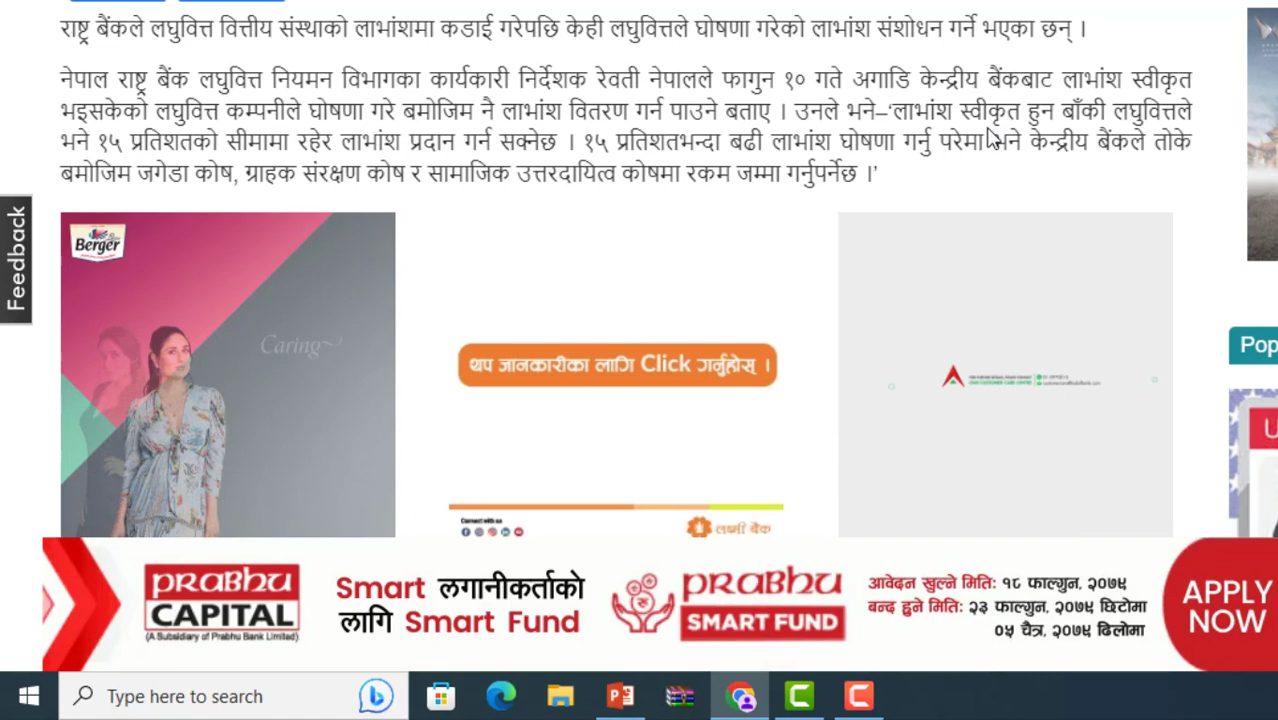 राष्ट्र बैंकले लघुवित्त वित्तीय संस्थाको लाभांशमा कडाई गरेपछि केही लघुवित्तले घोषणा गरेको लाभांश संशोधन गर्ने भएका छन् ।
नेपाल राष्ट्र बैंक लघुवित्त नियमन विभागका कार्यकारी निर्देशक रेवती नेपालले फागुन १० गते अगाडि केन्द्रीय बैंकबाट लाभांश स्वीकृत
भइसकेको लघुवित्त कम्पनीले घोषणा गरे बमोजिम नै लाभांश वितरण गर्न पाउने बताए । उनले भने–‘लाभांश स्वीकृत हुन बाँकी लघुवित्तले
भने १५ प्रतिशतको सीमामा रहेर लाभांश प्रदान गर्न सक्नेछ । १५ प्रतिशतभन्दा बढी लाभांश घोषणा गर्नु परेमा भने केन्द्रीय बैंकले तोके
बमोजिम जगेडा कोष, ग्राहक संरक्षण कोष र सामाजिक उत्तरदायित्व कोषमा रकम जम्मा गर्नुपर्नेछ ।’
Feedback
Berger
Caring
थप जानकारीका लागि Click गर्नुहोस् ।
Connect with us
लक्ष्मी बैंक
Pop
U
PRABHU CAPITAL
(A Subsidiary of Prabhu Bank Limited)
Smart लगानीकर्ताको
लागि Smart Fund
PRABHU
SMART FUND
आवेदन खुल्ने मिति: १८ फाल्गुन, २०७९
बन्द हुने मिति: २३ फाल्गुन, २०७९ छिटोमा
०५ चैत्र, २०७९ ढिलोमा
APPLY
NOW
Type here to search